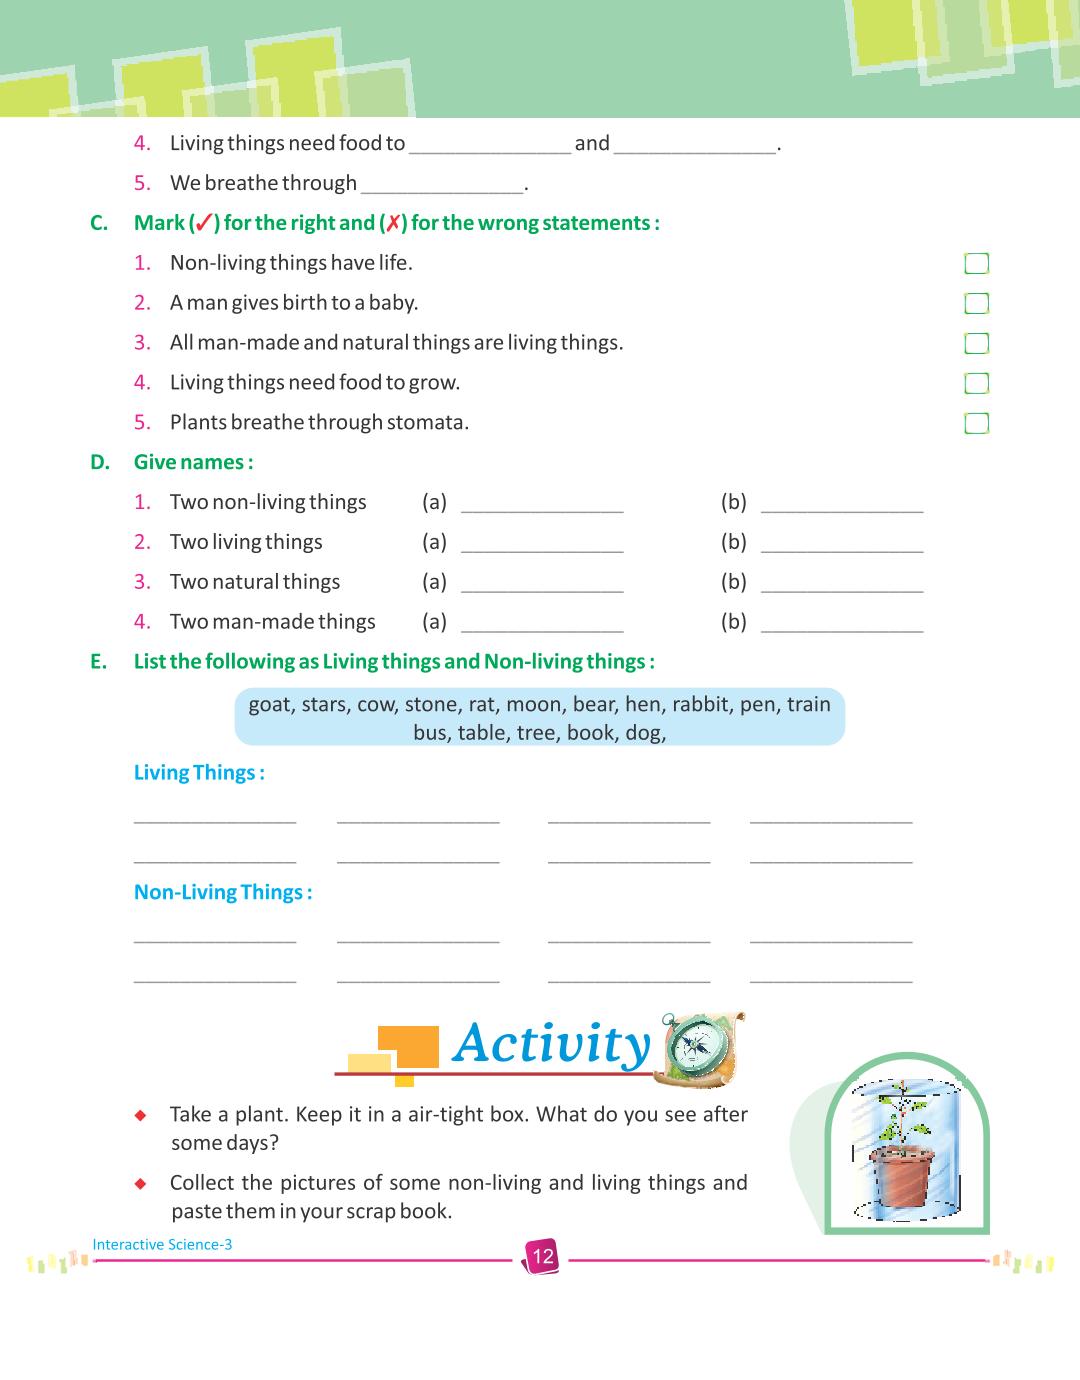 4. Living things need food to ______________ and ______________.
5. We breathe through ______________.
C. Mark (✓) for the right and (✗) for the wrong statements :
1. Non-living things have life.
2. A man gives birth to a baby.
3. All man-made and natural things are living things.
4. Living things need food to grow.
5. Plants breathe through stomata.
D. Give names :
1. Two non-living things (a) ______________ (b) ______________
2. Two living things (a) ______________ (b) ______________
3. Two natural things (a) ______________ (b) ______________
4. Two man-made things (a) ______________ (b) ______________
E. List the following as Living things and Non-living things :
goat, stars, cow, stone, rat, moon, bear, hen, rabbit, pen, train
bus, table, tree, book, dog,
Living Things :
______________ ______________ ______________ ______________
______________ ______________ ______________ ______________
Non-Living Things :
______________ ______________ ______________ ______________
______________ ______________ ______________ ______________
Activity
◆ Take a plant. Keep it in a air-tight box. What do you see after
some days?
◆ Collect the pictures of some non-living and living things and
paste them in your scrap book.
Interactive Science-3
12